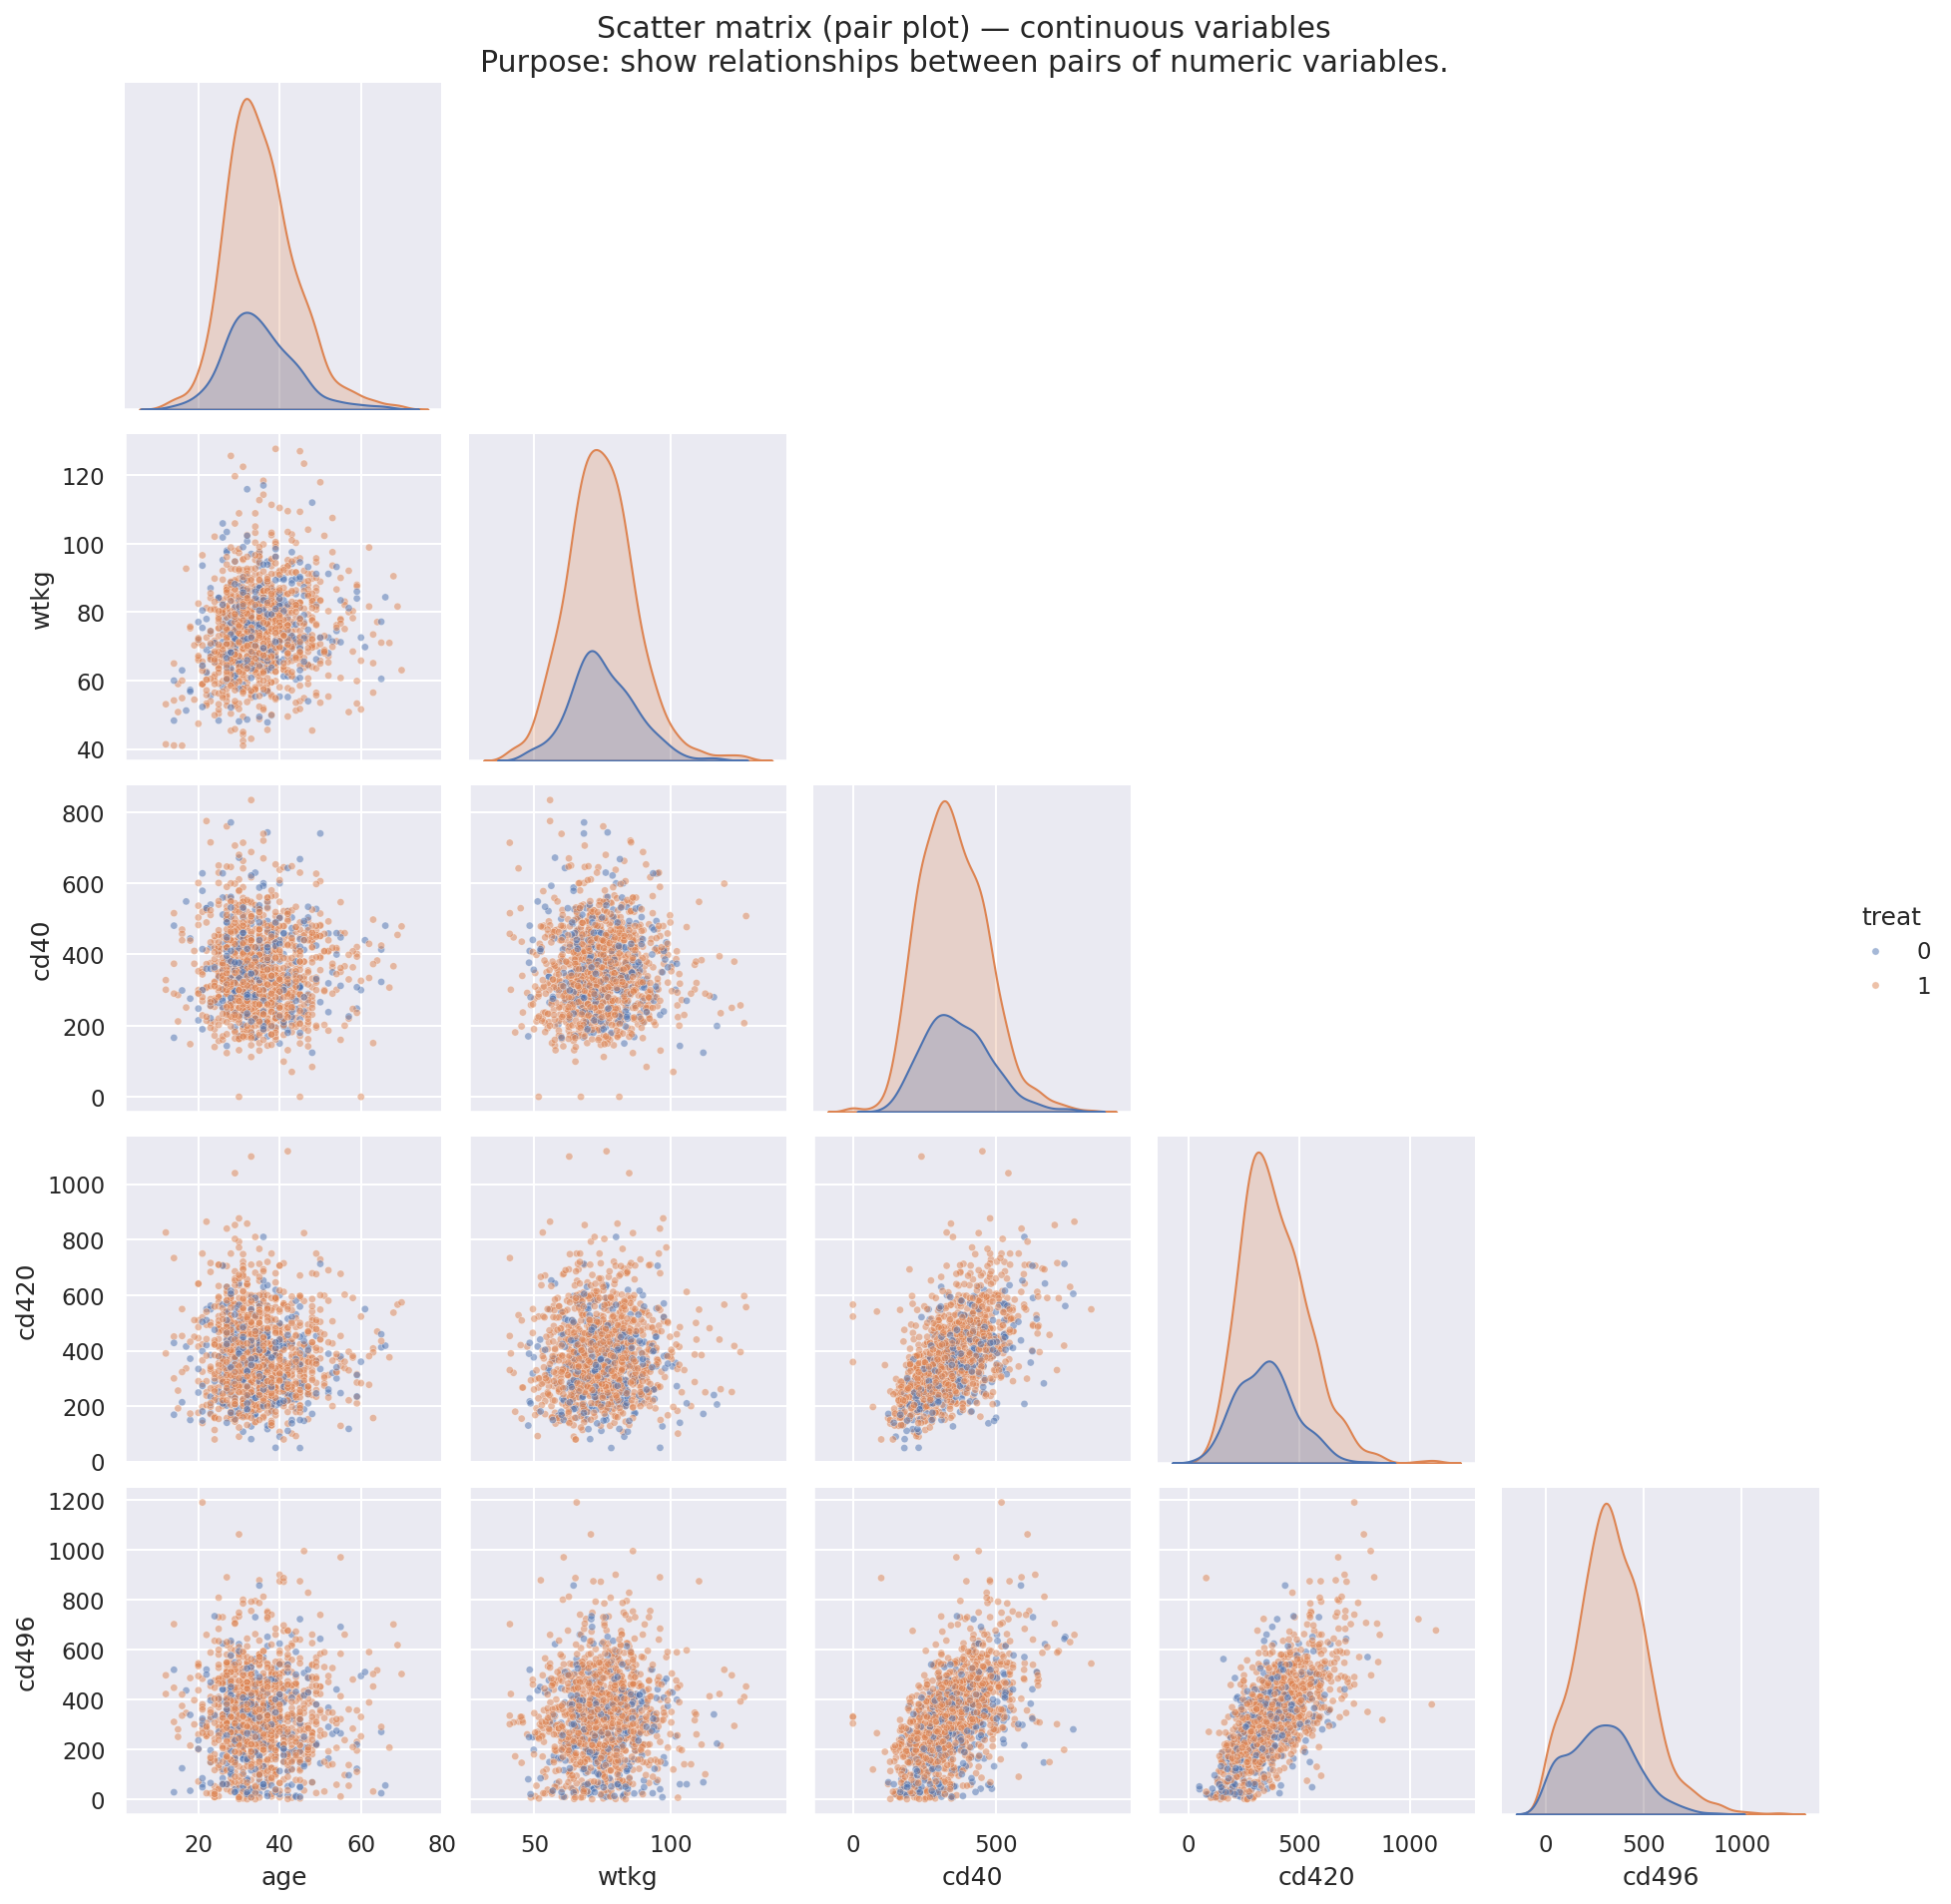 Scatter matrix (pair plot) — continuous variables
Purpose: show relationships between pairs of numeric variables.
120
100
80
60
40
wtkg
800
600
400
200
0
cd40
treat
0
1
1000
800
600
400
200
0
cd420
1200
1000
800
600
400
200
0
cd496
20 40 60 80
50 100
0 500
0 500 1000
0 500 1000
age
wtkg
cd40
cd420
cd496